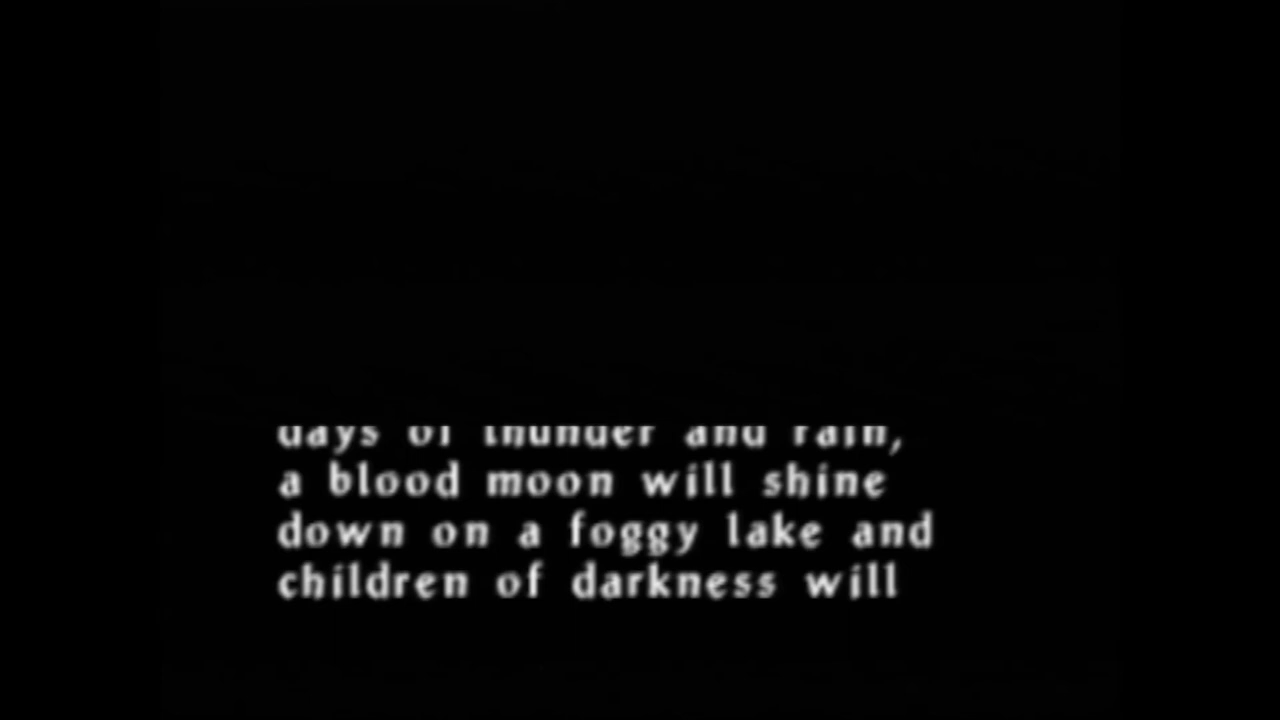 days of thunder and rain,
a blood moon will shine
down on a foggy lake and
children of darkness will